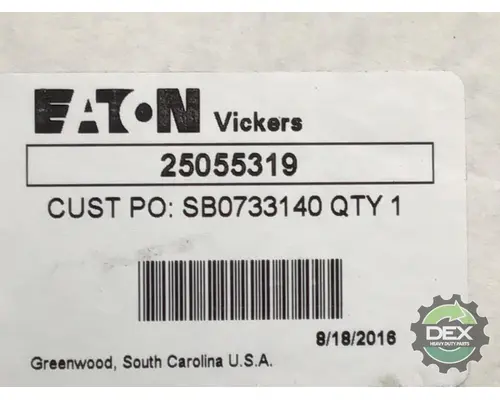 EATON Vickers
25055319
CUST PO: SB0733140 QTY 1
8/18/2016
Greenwood, South Carolina U.S.A.
DEX
HEAVY DUTY PARTS